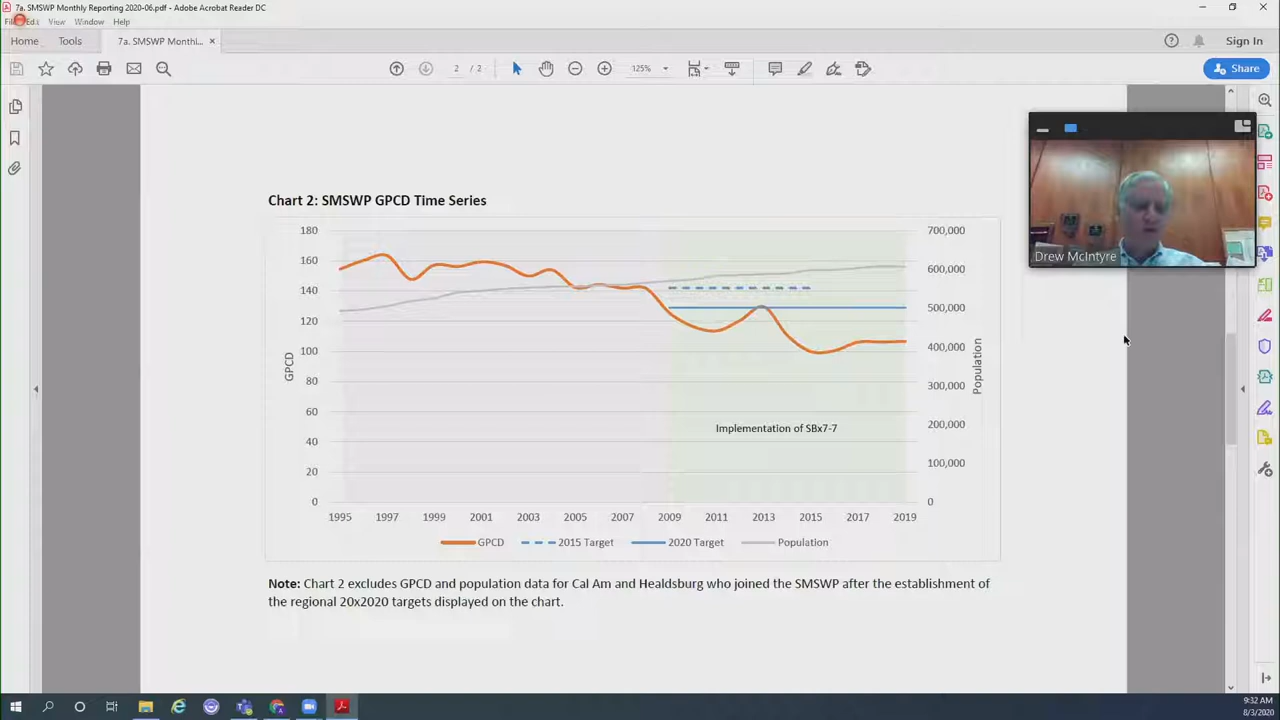 7a. SMSWP Monthly Reporting 2020-06.pdf - Adobe Acrobat Reader DC
File Edit View Window Help
Home Tools 7a. SMSWP Monthl... × Sign In
2 / 2 125% Share
Drew McIntyre
Chart 2: SMSWP GPCD Time Series
180 700,000
160 600,000
140 500,000
120 400,000
100 300,000
80 200,000
60 100,000
40 0
20
0
GPCD
Population
Implementation of SBx7-7
1995 1997 1999 2001 2003 2005 2007 2009 2011 2013 2015 2017 2019
GPCD 2015 Target 2020 Target Population
Note: Chart 2 excludes GPCD and population data for Cal Am and Healdsburg who joined the SMSWP after the establishment of
the regional 20x2020 targets displayed on the chart.
9:32 AM
8/3/2020